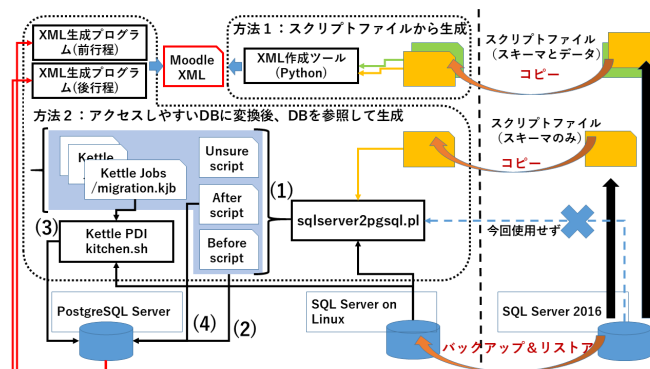 XML生成プログラ
ム(前行程)
XML生成プログラ
ム(後行程)
Moodle
XML
方法１：スクリプトファイルから生成
XML作成ツール
(Python)
スクリプトファイル
（スキーマとデータ）
コピー
方法２：アクセスしやすいDBに変換後、DBを参照して生成
スクリプトファイル
（スキーマのみ）
コピー
Kettle
Kettle
Kettle Jobs
/migration.kjb
Unsure
script
After
script
Before
script
(1)
sqlserver2pgsql.pl
今回使用せず
(3)
Kettle PDI
kitchen.sh
PostgreSQL Server
(4)
(2)
SQL Server on
Linux
SQL Server 2016
バックアップ＆リストア